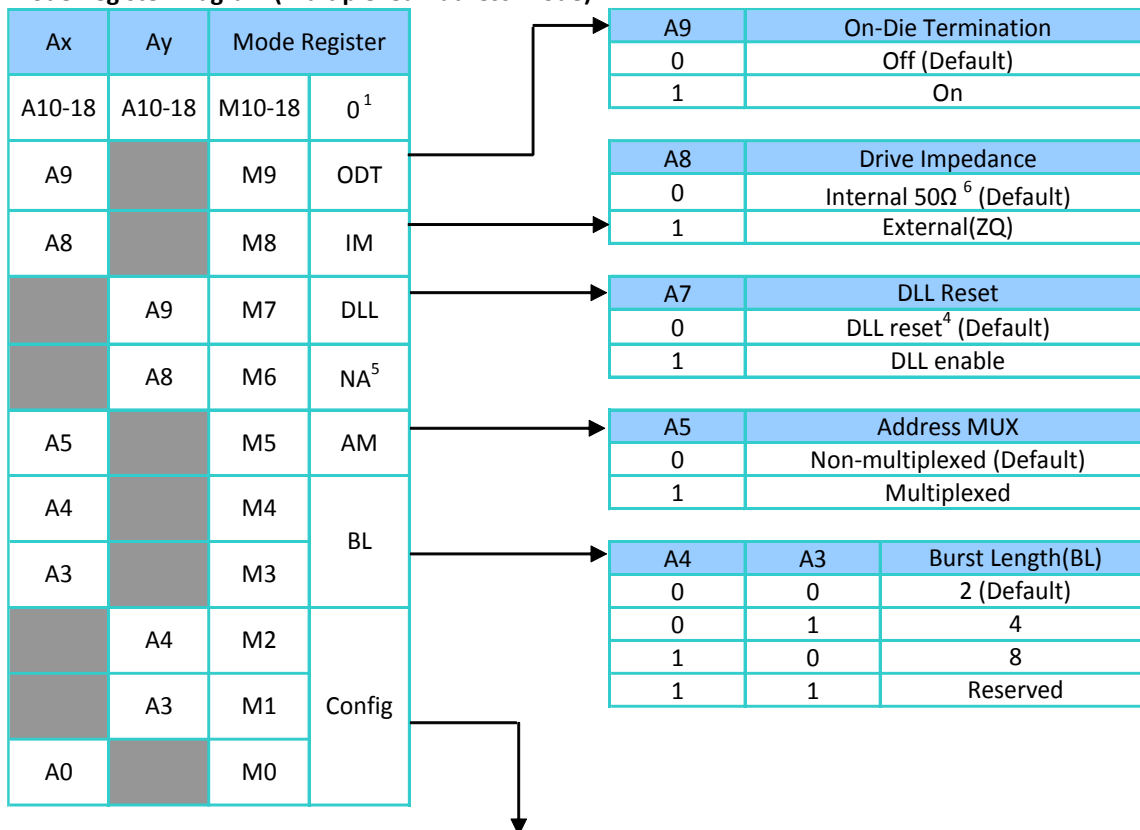 Ax Ay Mode Register
A10-18 A10-18 M10-18 0 1
A9 M9 ODT
A8 M8 IM
A9 M7 DLL
A8 M6 NA5
A5 M5 AM
A4 M4 BL
A3 M3
A4 M2 Config
A3 M1
A0 M0
A9 On-Die Termination
0 Off (Default)
1 On
A8 Drive Impedance
0 Internal 50Ω 6 (Default)
1 External(ZQ)
A7 DLL Reset
0 DLL reset4 (Default)
1 DLL enable
A5 Address MUX
0 Non-multiplexed (Default)
1 Multiplexed
A4 A3 Burst Length(BL)
0 0 2 (Default)
0 1 4
1 0 8
1 1 Reserved